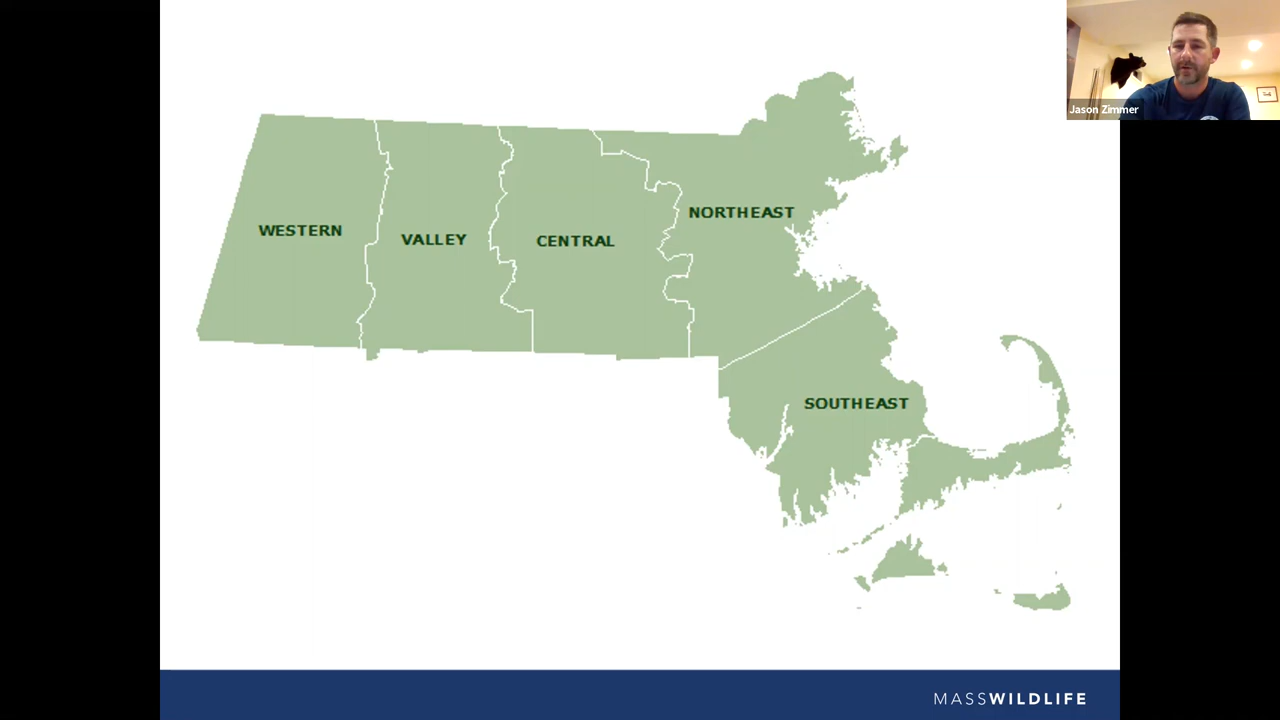 Jason Zimmer
WESTERN
VALLEY
CENTRAL
NORTHEAST
SOUTHEAST
MASSWILDLIFE